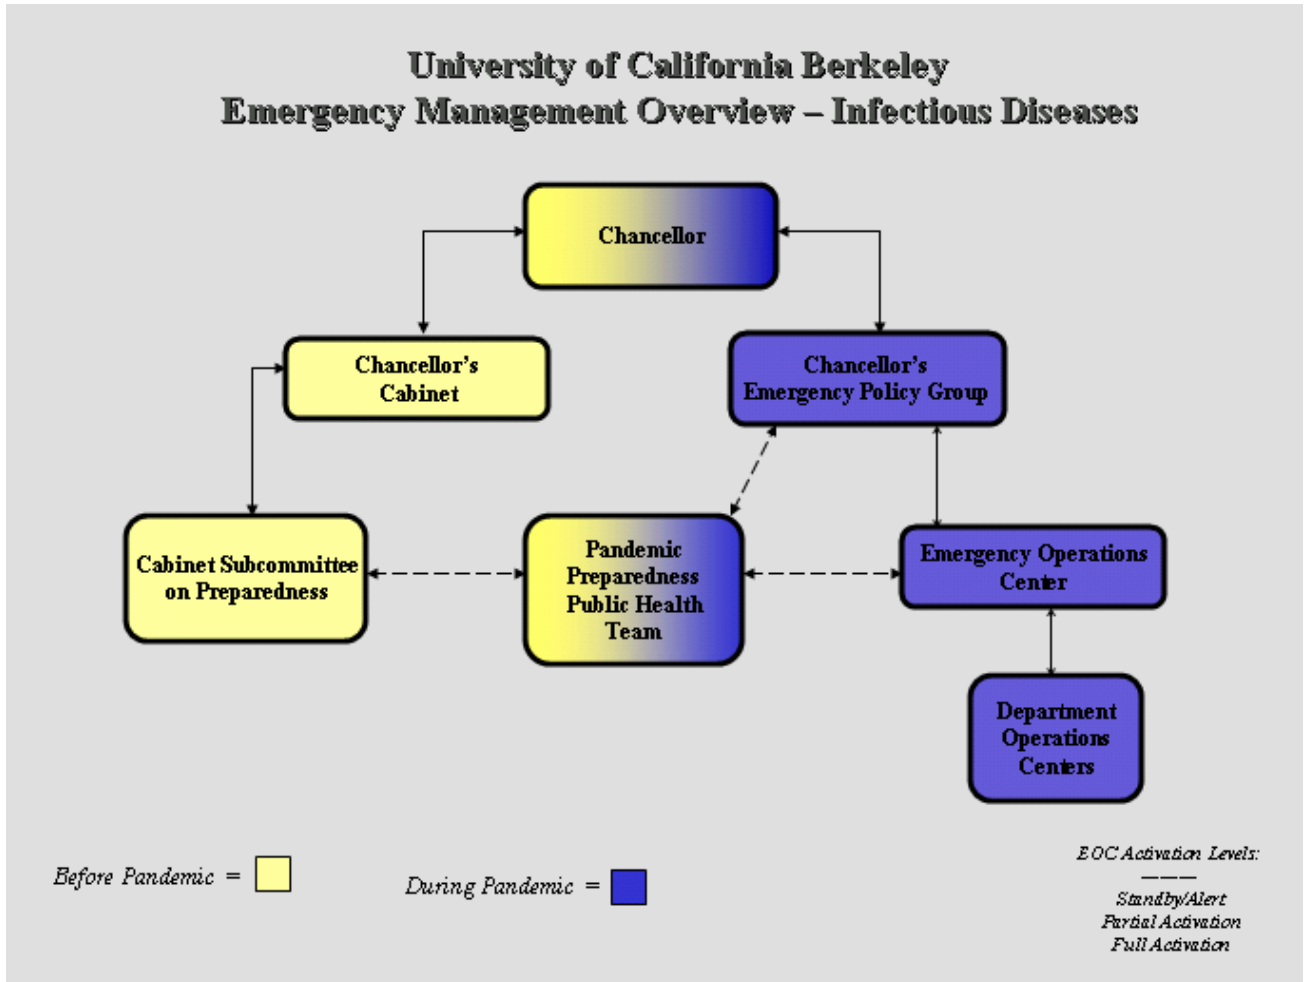 University of California Berkeley
Emergency Management Overview – Infectious Diseases
Chancellor
Chancellor's
Cabinet
Chancellor's
Emergency Policy Group
Cabinet Subcommittee
on Preparedness
Pandemic
Preparedness
Public Health
Team
Emergency Operations
Center
Department
Operations
Centers
Before Pandemic =
During Pandemic =
EOC Activation Levels:
————
Standby/Alert
Partial Activation
Full Activation